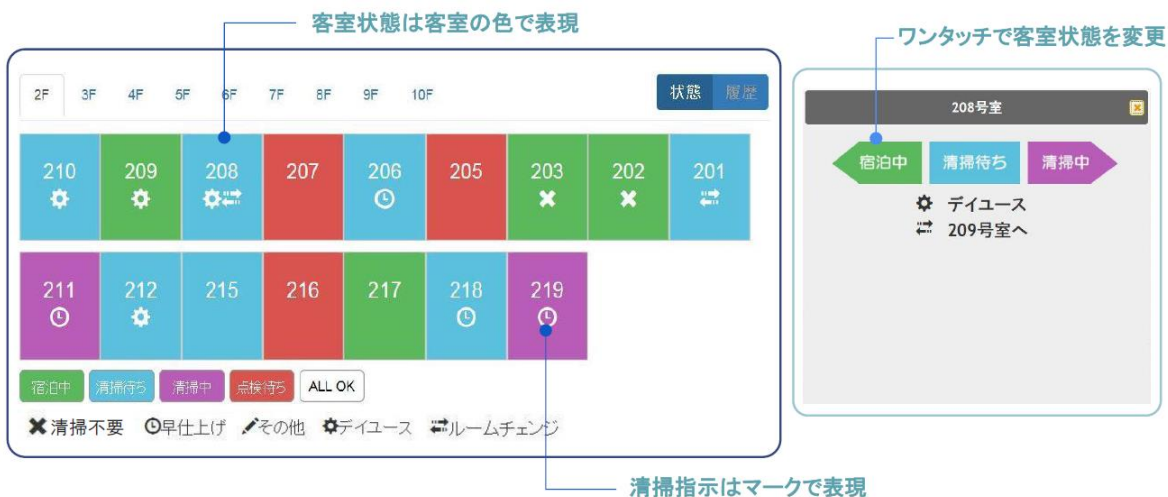 客室状態は客室の色で表現
ワンタッチで客室状態を変更
2F 3F 4F 5F 6F 7F 8F 9F 10F 状態 履歴
210 209 208 207 206 205 203 202 201
211 212 215 216 217 218 219
宿泊中 清掃待ち 清掃中 点検待ち ALL OK
清掃不要 早仕上げ その他 デイユース ルームチェンジ
208号室
宿泊中 清掃待ち 清掃中
デイユース
209号室へ
清掃指示はマークで表現